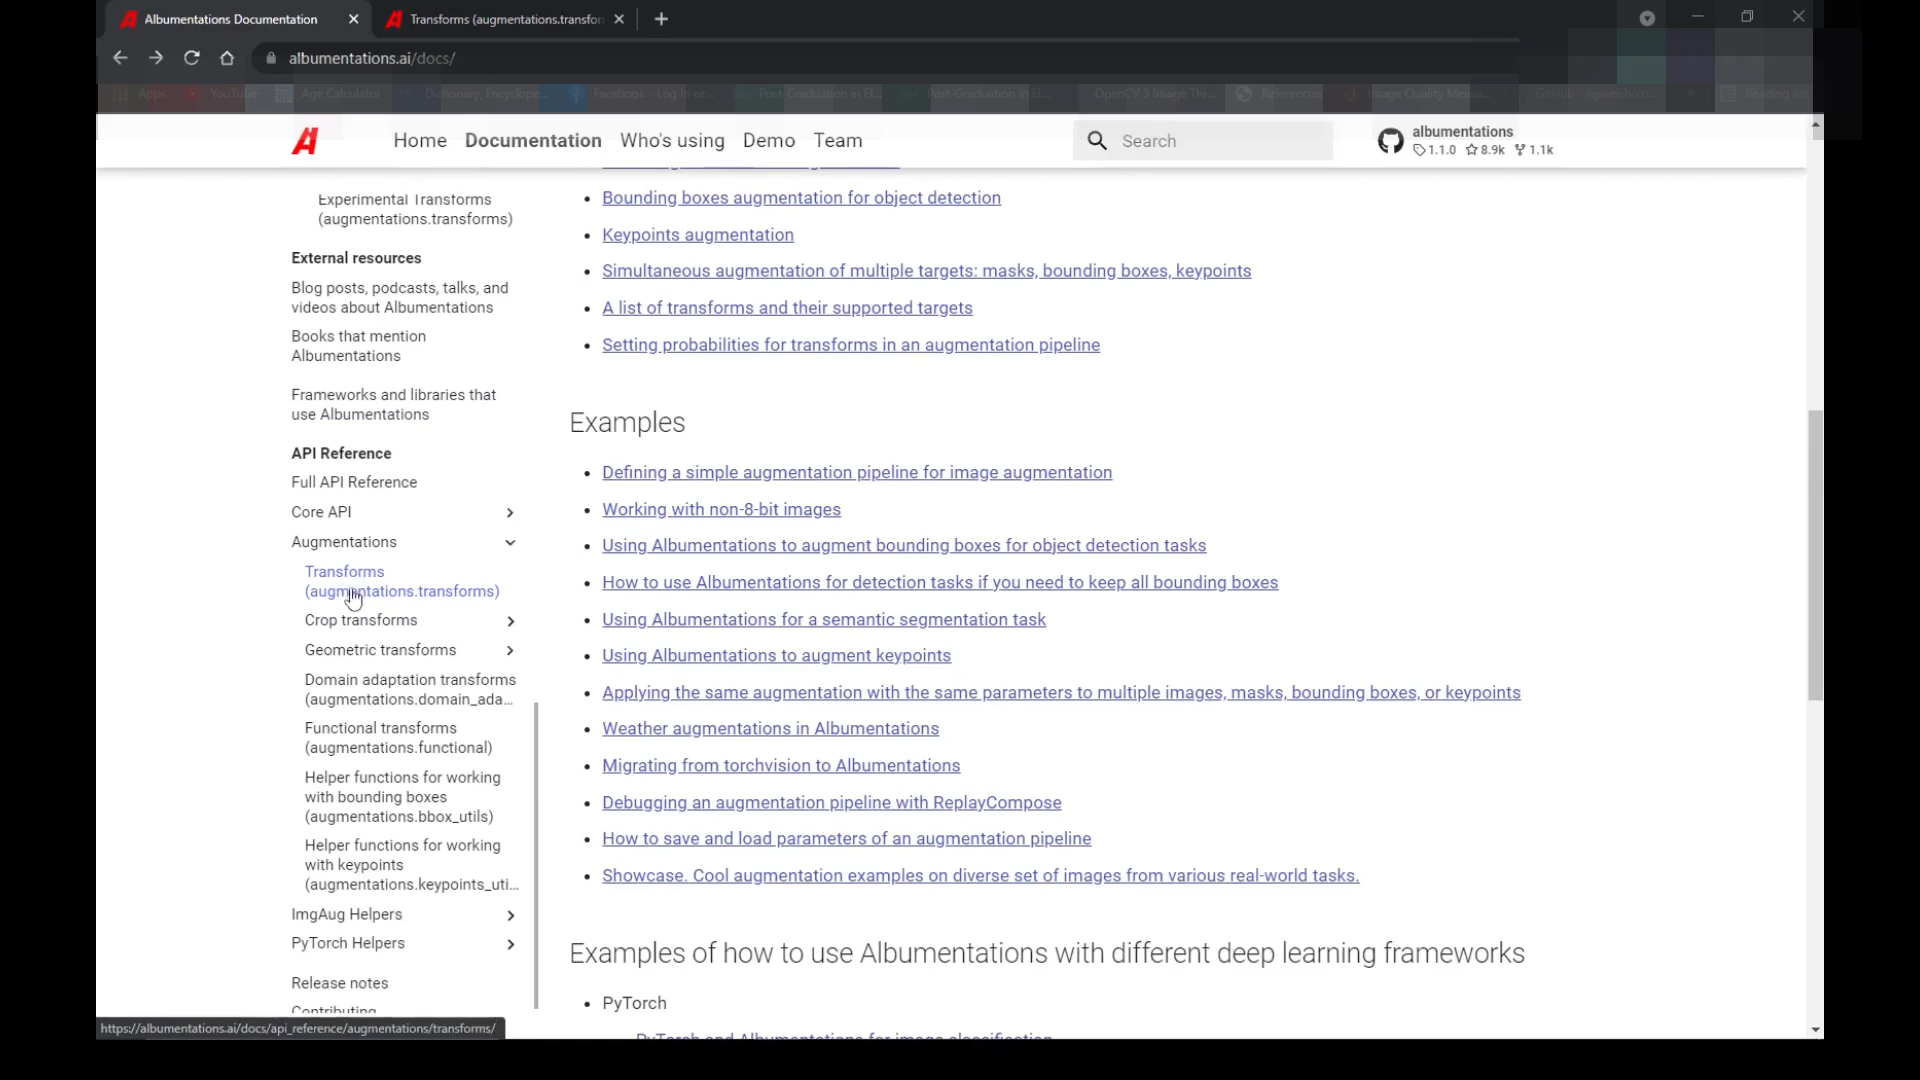 Albumentations Documentation
Transforms (augmentations.transfor
albumentations.ai/docs/
Apps
YouTube
Age Calculator
Dictionary, Encyclope...
Facebook - Log In or...
Post-Graduation in El...
Post-Graduation in El...
OpenCV 3 Image Thr...
References
Image Quality Measu...
Reading list
Home
Documentation
Who's using
Demo
Team
Search
albumentations
1.1.0
8.9k
1.1k
Experimental Transforms
(augmentations.transforms)
External resources
Blog posts, podcasts, talks, and
videos about Albumentations
Books that mention
Albumentations
Frameworks and libraries that
use Albumentations
API Reference
Full API Reference
Core API
Augmentations
Transforms
(augmentations.transforms)
Crop transforms
Geometric transforms
Domain adaptation transforms
(augmentations.domain_ada...
Functional transforms
(augmentations.functional)
Helper functions for working
with bounding boxes
(augmentations.bbox_utils)
Helper functions for working
with keypoints
(augmentations.keypoints_uti...
ImgAug Helpers
PyTorch Helpers
Release notes
Contributing
https://albumentations.ai/docs/api_reference/augmentations/transforms/
Bounding boxes augmentation for object detection
Keypoints augmentation
Simultaneous augmentation of multiple targets: masks, bounding boxes, keypoints
A list of transforms and their supported targets
Setting probabilities for transforms in an augmentation pipeline
Examples
Defining a simple augmentation pipeline for image augmentation
Working with non-8-bit images
Using Albumentations to augment bounding boxes for object detection tasks
How to use Albumentations for detection tasks if you need to keep all bounding boxes
Using Albumentations for a semantic segmentation task
Using Albumentations to augment keypoints
Applying the same augmentation with the same parameters to multiple images, masks, bounding boxes, or keypoints
Weather augmentations in Albumentations
Migrating from torchvision to Albumentations
Debugging an augmentation pipeline with ReplayCompose
How to save and load parameters of an augmentation pipeline
Showcase. Cool augmentation examples on diverse set of images from various real-world tasks.
Examples of how to use Albumentations with different deep learning frameworks
PyTorch
PyTorch and Albumentations for image classification